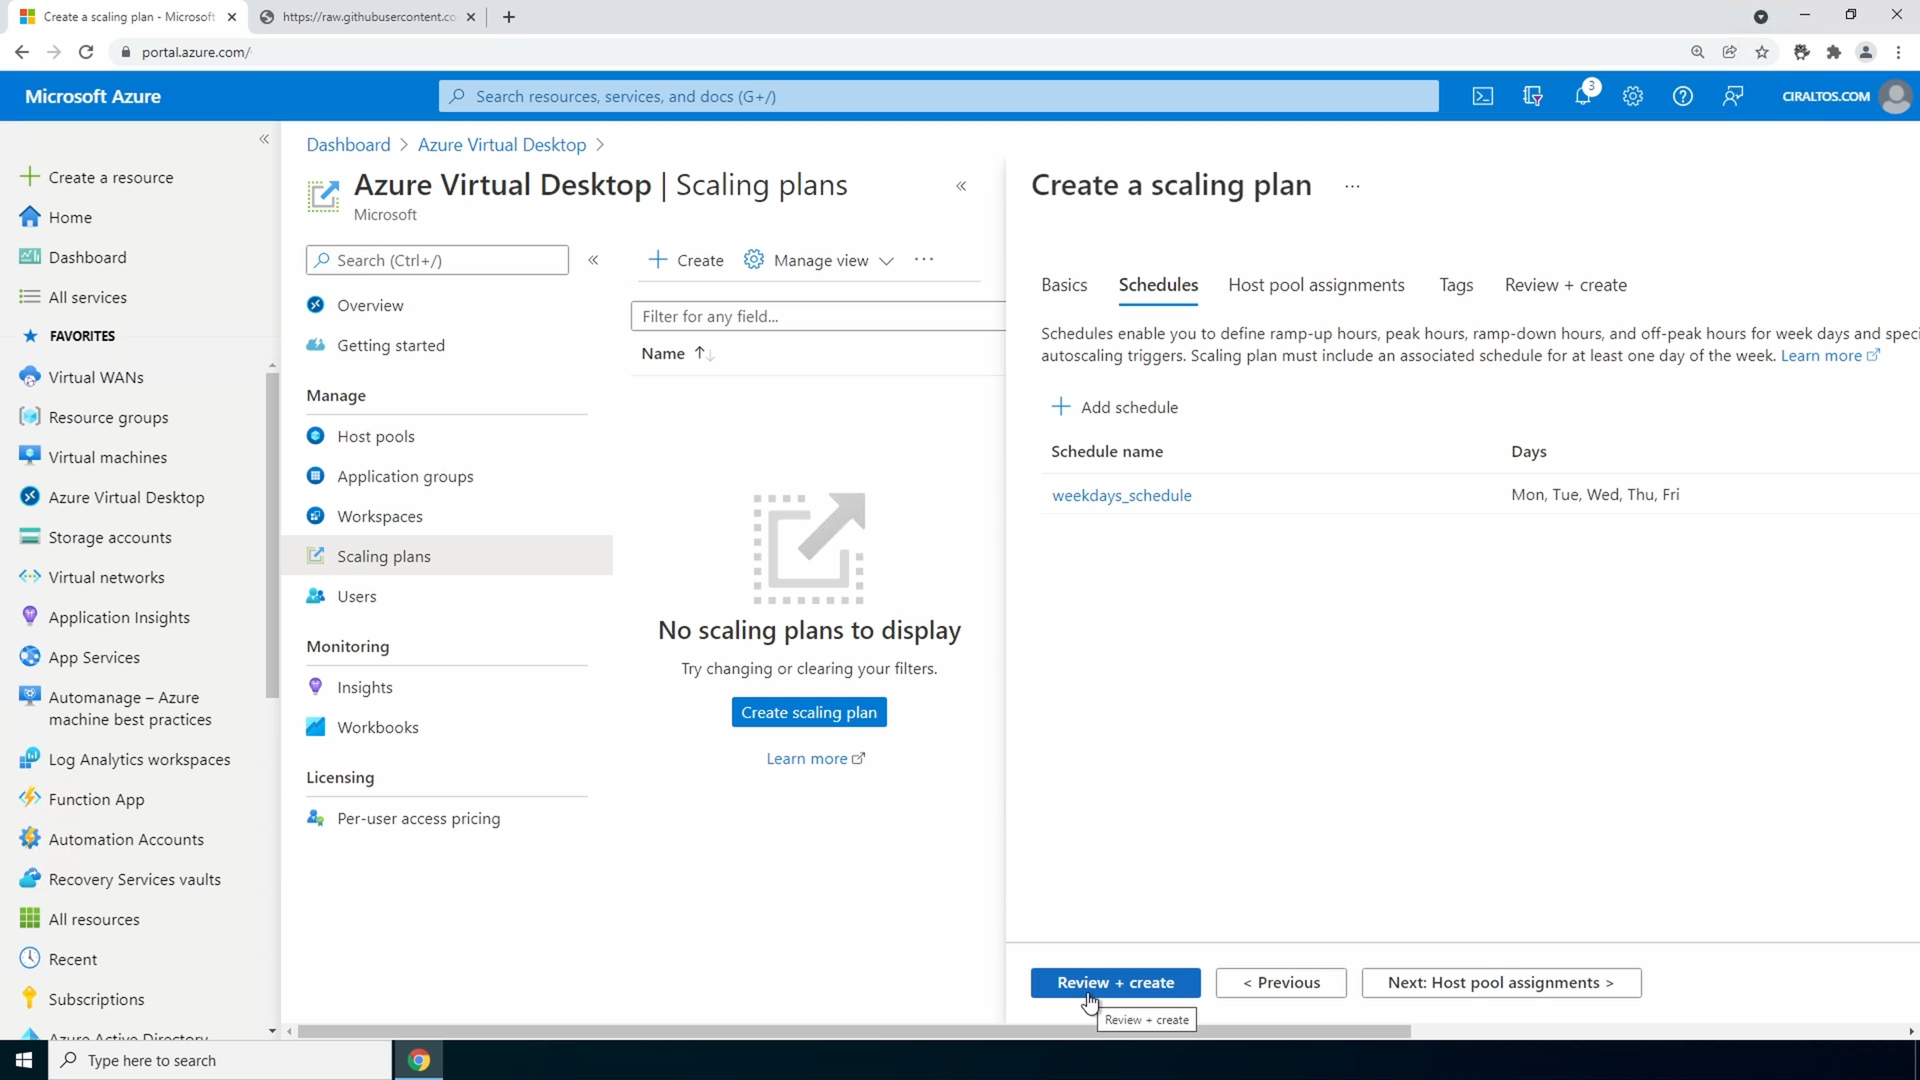 Create a scaling plan - Microsoft
https://raw.githubusercontent.co
portal.azure.com/
Microsoft Azure
Search resources, services, and docs (G+/)
3
CIRALTOS.COM
Create a resource
Home
Dashboard
All services
FAVORITES
Virtual WANs
Resource groups
Virtual machines
Azure Virtual Desktop
Storage accounts
Virtual networks
Application Insights
App Services
Automanage – Azure
machine best practices
Log Analytics workspaces
Function App
Automation Accounts
Recovery Services vaults
All resources
Recent
Subscriptions
Azure Active Directory
Dashboard > Azure Virtual Desktop >
Azure Virtual Desktop | Scaling plans
Microsoft
Search (Ctrl+/)
Overview
Getting started
Manage
Host pools
Application groups
Workspaces
Scaling plans
Users
Monitoring
Insights
Workbooks
Licensing
Per-user access pricing
Create
Manage view
Filter for any field...
Name
No scaling plans to display
Try changing or clearing your filters.
Create scaling plan
Learn more
Create a scaling plan
Basics Schedules Host pool assignments Tags Review + create
Schedules enable you to define ramp-up hours, peak hours, ramp-down hours, and off-peak hours for week days and speci
autoscaling triggers. Scaling plan must include an associated schedule for at least one day of the week. Learn more
Add schedule
Schedule name Days
weekdays_schedule Mon, Tue, Wed, Thu, Fri
Review + create
< Previous
Next: Host pool assignments >
Review + create
Type here to search